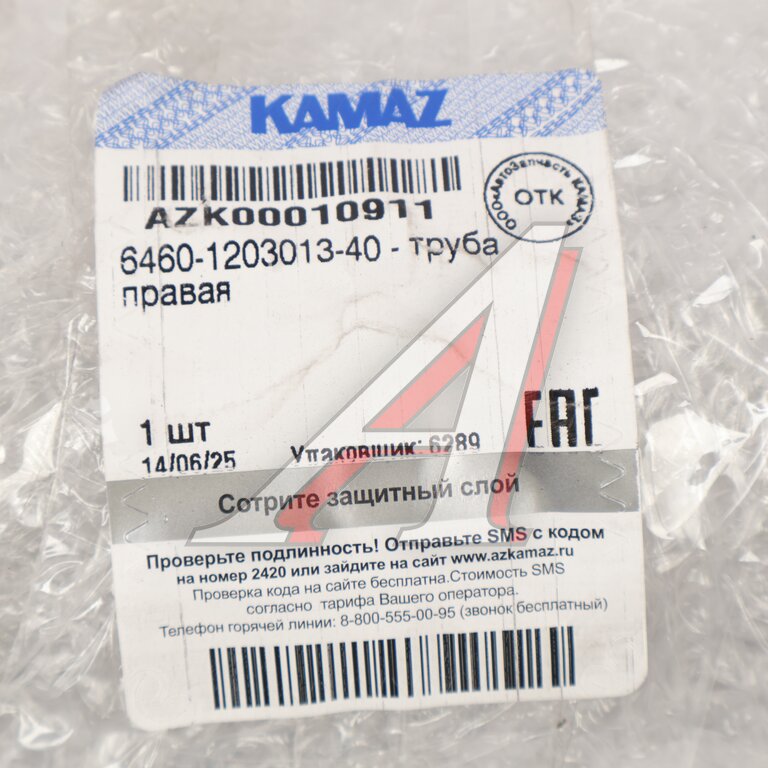 KAMAZ
ООО«АвтоЗапчасть КАМАЗ»
ОТК
AZK00010911
6460-1203013-40 - труба
правая
1 шт
14/06/25
Упаковщик: 6289
EAC
Сотрите защитный слой
Проверьте подлинность! Отправьте SMS с кодом
на номер 2420 или зайдите на сайт www.azkamaz.ru
Проверка кода на сайте бесплатна.Стоимость SMS
согласно тарифа Вашего оператора.
Телефон горячей линии: 8-800-555-00-95 (звонок бесплатный)